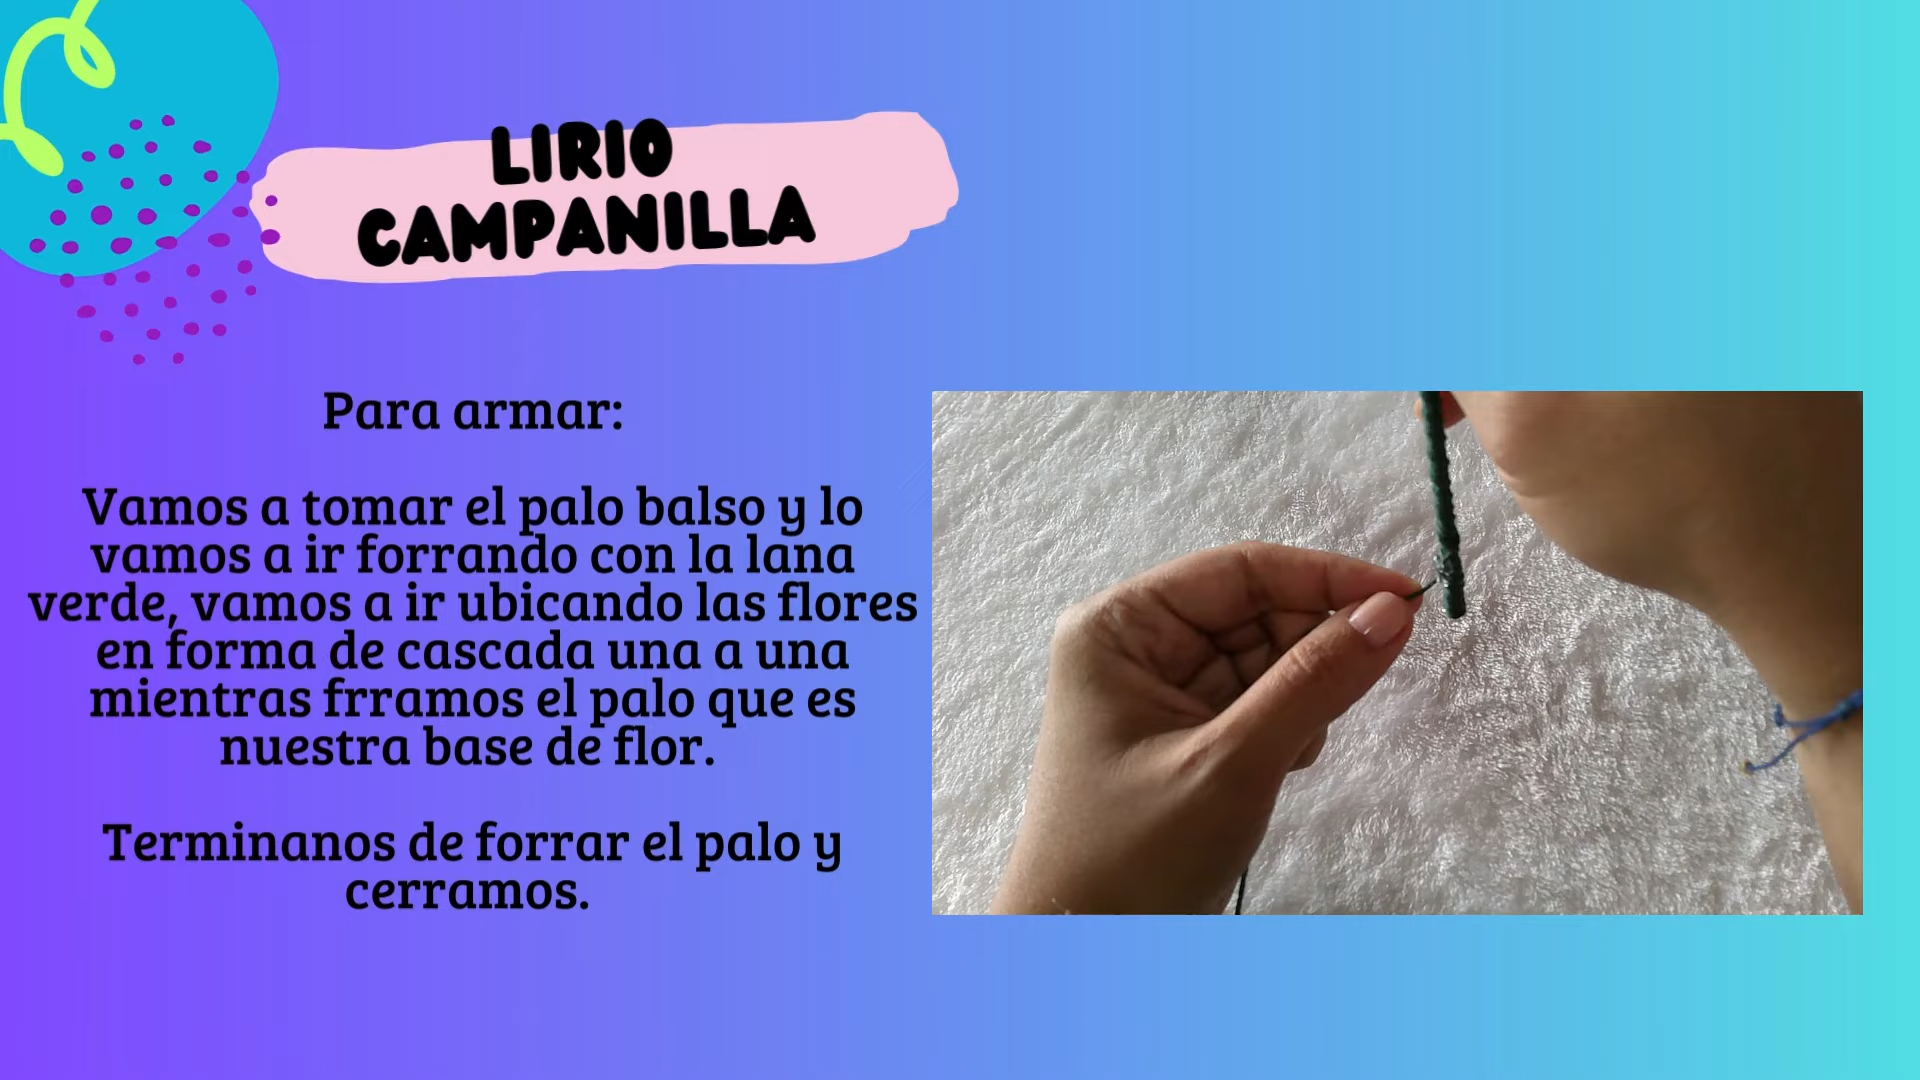 LIRIO
CAMPANILLA
Para armar:
Vamos a tomar el palo balso y lo
vamos a ir forrando con la lana
verde, vamos a ir ubicando las flores
en forma de cascada una a una
mientras frramos el palo que es
nuestra base de flor.
Terminanos de forrar el palo y
cerramos.